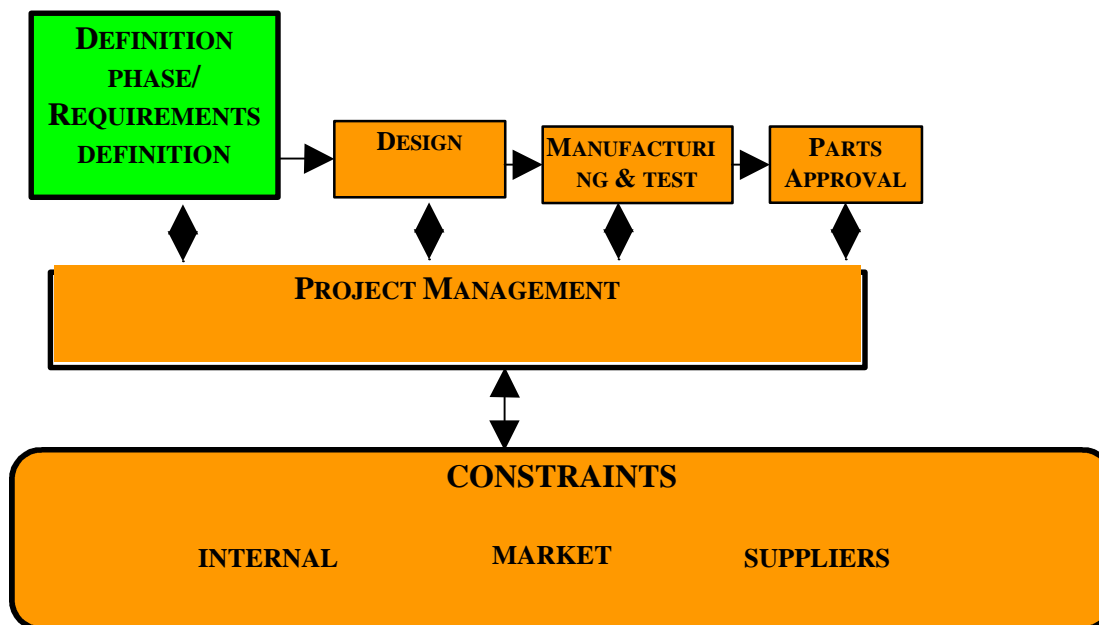 DEFINITION
PHASE/
REQUIREMENTS
DEFINITION
DESIGN
MANUFACTURI
NG & TEST
PARTS
APPROVAL
PROJECT MANAGEMENT
CONSTRAINTS
INTERNAL
MARKET
SUPPLIERS